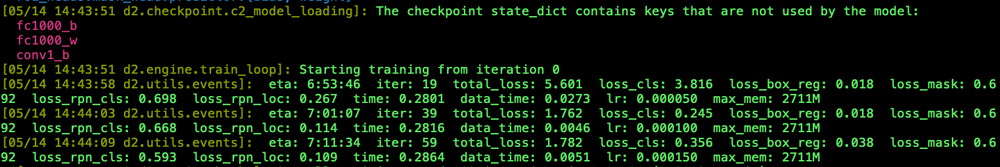 [05/14 14:43:51 d2.checkpoint.c2_model_loading]: The checkpoint state_dict contains keys that are not used by the model:
fc1000_b
fc1000_w
conv1_b
[05/14 14:43:51 d2.engine.train_loop]: Starting training from iteration 0
[05/14 14:43:58 d2.utils.events]:  eta: 6:53:46  iter: 19  total_loss: 5.601  loss_cls: 3.816  loss_box_reg: 0.018  loss_mask: 0.6
92  loss_rpn_cls: 0.698  loss_rpn_loc: 0.267  time: 0.2801  data_time: 0.0273  lr: 0.000050  max_mem: 2711M
[05/14 14:44:03 d2.utils.events]:  eta: 7:01:07  iter: 39  total_loss: 1.762  loss_cls: 0.245  loss_box_reg: 0.018  loss_mask: 0.6
92  loss_rpn_cls: 0.668  loss_rpn_loc: 0.114  time: 0.2816  data_time: 0.0046  lr: 0.000100  max_mem: 2711M
[05/14 14:44:09 d2.utils.events]:  eta: 7:11:34  iter: 59  total_loss: 1.782  loss_cls: 0.356  loss_box_reg: 0.038  loss_mask: 0.6
92  loss_rpn_cls: 0.593  loss_rpn_loc: 0.109  time: 0.2864  data_time: 0.0051  lr: 0.000150  max_mem: 2711M